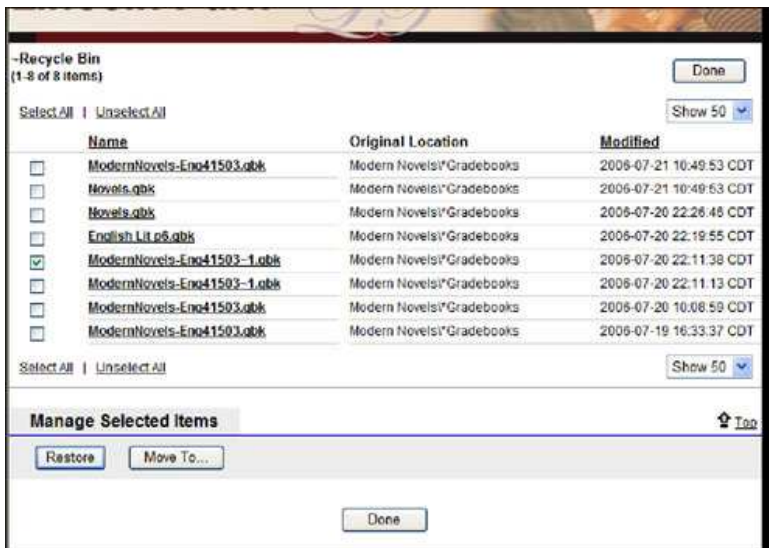 ~Recycle Bin
(1-8 of 8 items)
Done
Select All | Unselect All
Show 50
Name Original Location Modified
ModernNovels-Eng41503.gbk Modern Novels\*Gradebooks 2006-07-21 10:49:53 CDT
Novels.gbk Modern Novels\*Gradebooks 2006-07-21 10:49:53 CDT
Novels.gbk Modern Novels\*Gradebooks 2006-07-20 22:26:46 CDT
English Lit p6.gbk Modern Novels\*Gradebooks 2006-07-20 22:19:55 CDT
ModernNovels-Eng41503~1.gbk Modern Novels\*Gradebooks 2006-07-20 22:11:38 CDT
ModernNovels-Eng41503~1.gbk Modern Novels\*Gradebooks 2006-07-20 22:11:13 CDT
ModernNovels-Eng41503.gbk Modern Novels\*Gradebooks 2006-07-20 10:08:59 CDT
ModernNovels-Eng41503.gbk Modern Novels\*Gradebooks 2006-07-19 16:33:37 CDT
Select All | Unselect All
Show 50
Manage Selected Items
Top
Restore Move To...
Done